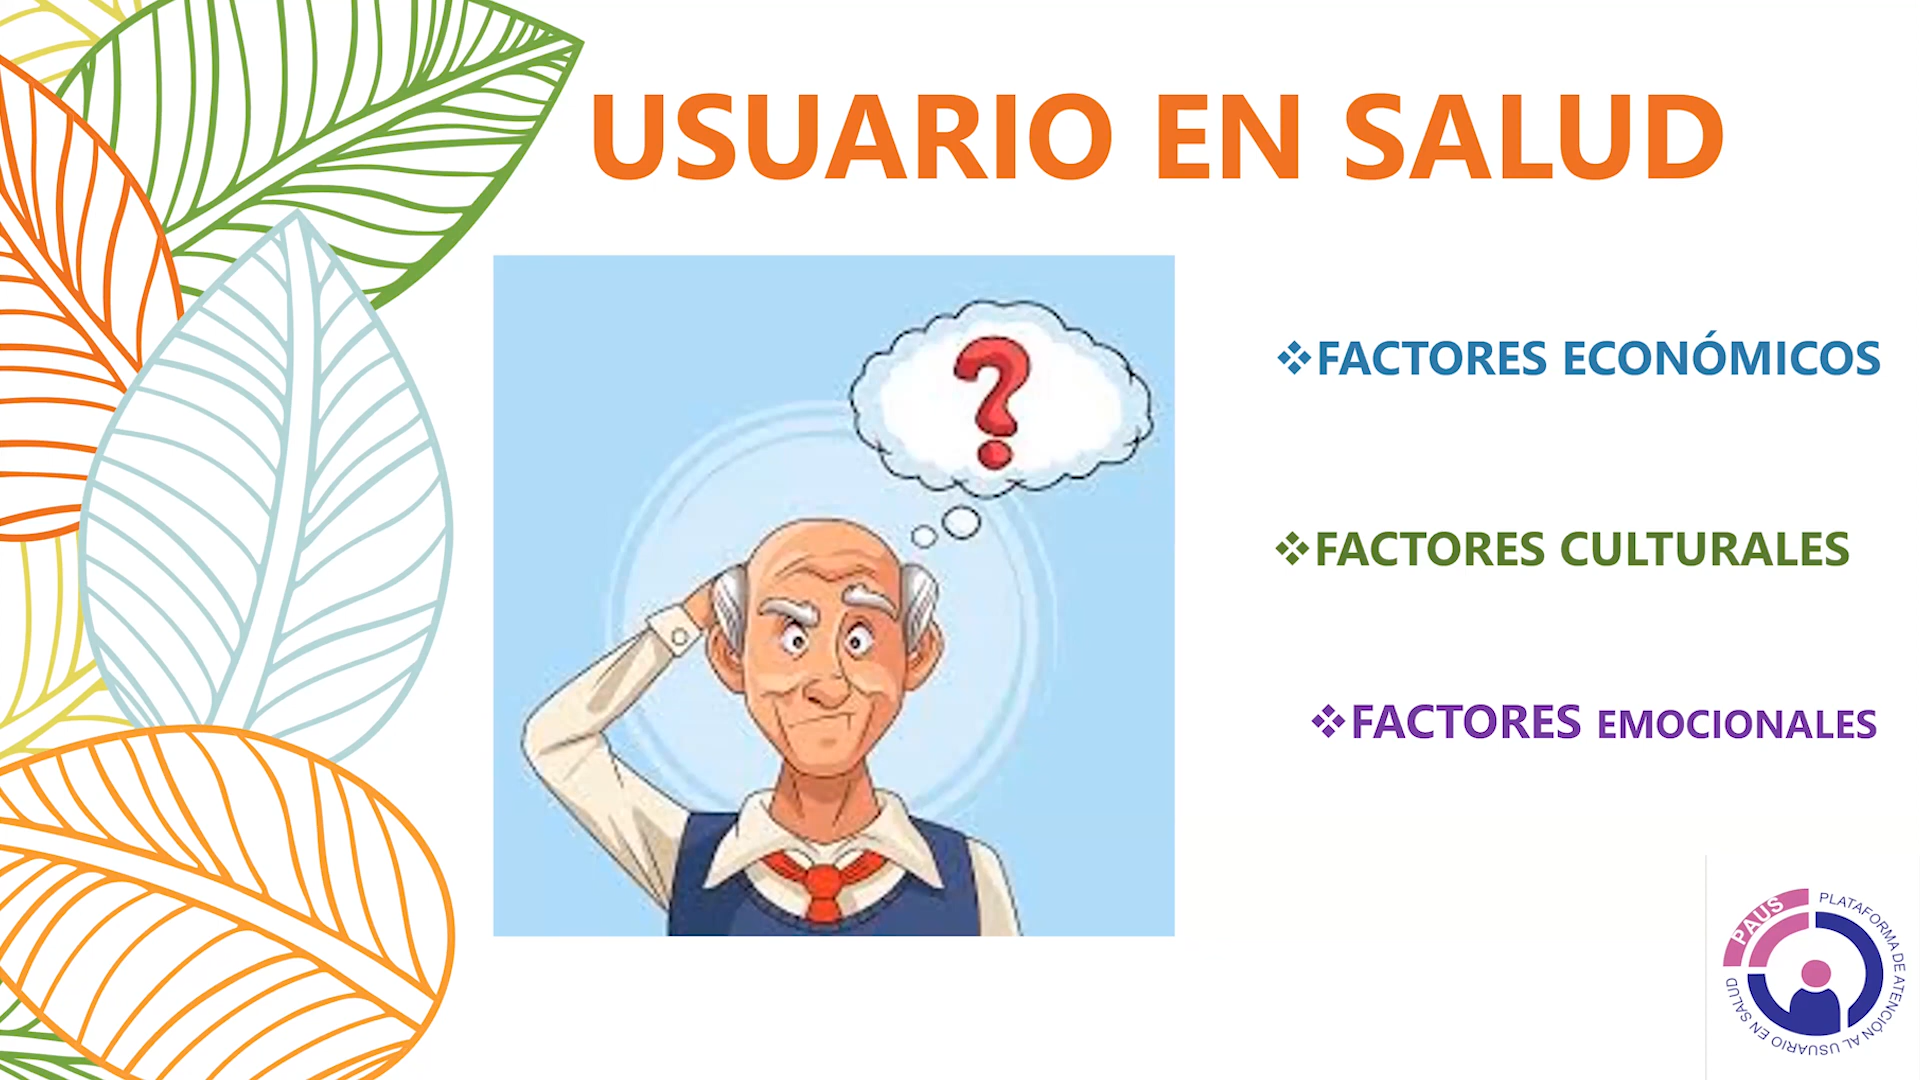 USUARIO EN SALUD
?
❖FACTORES ECONÓMICOS
❖FACTORES CULTURALES
❖FACTORES EMOCIONALES
PAUS
PLATAFORMA DE ATENCIÓN AL USUARIO EN SALUD